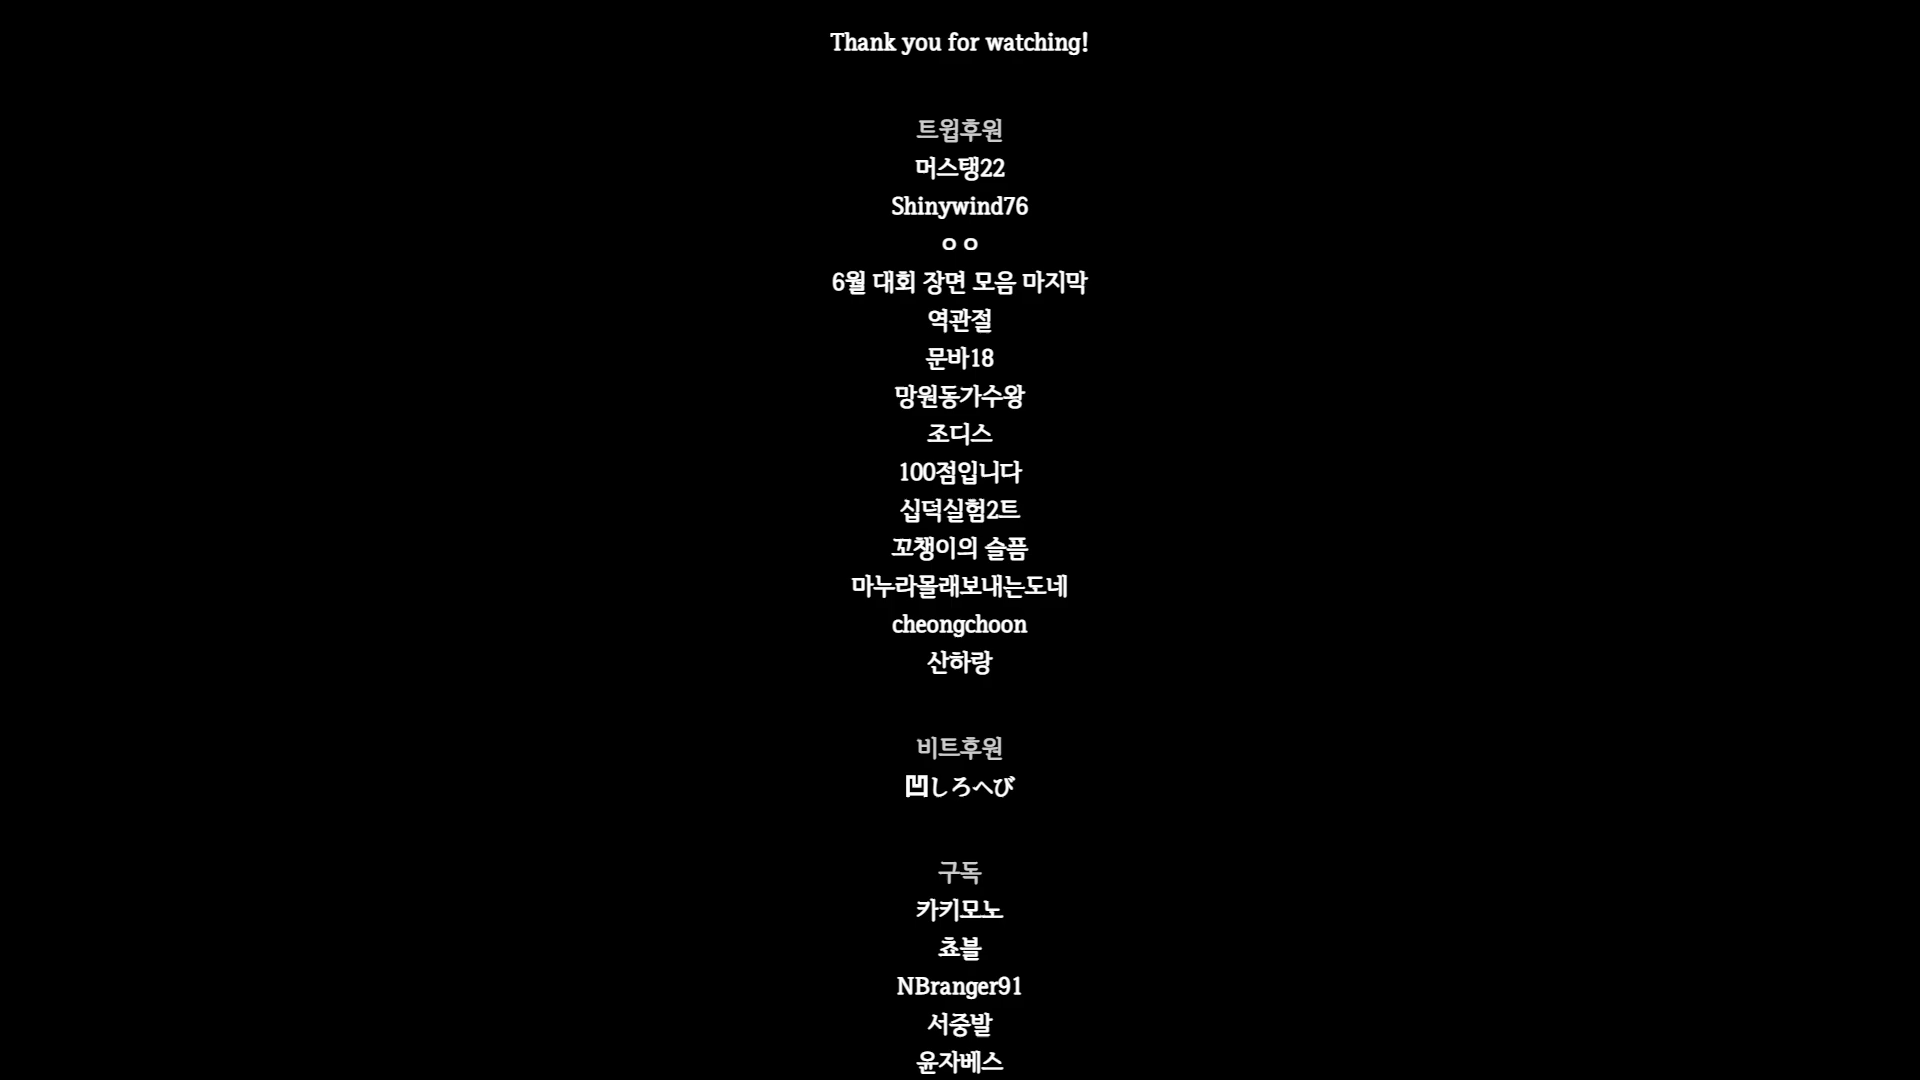 Thank you for watching!
트윕후원
머스탱22
Shinywind76
ㅇㅇ
6월 대회 장면 모음 마지막
역관절
문바18
망원동가수왕
조디스
100점입니다
십덕실험2트
꼬챙이의 슬픔
마누라몰래보내는도네
cheongchoon
산하랑
비트후원
凹しろへび
구독
카키모노
쵸블
NBranger91
서중발
윤자베스